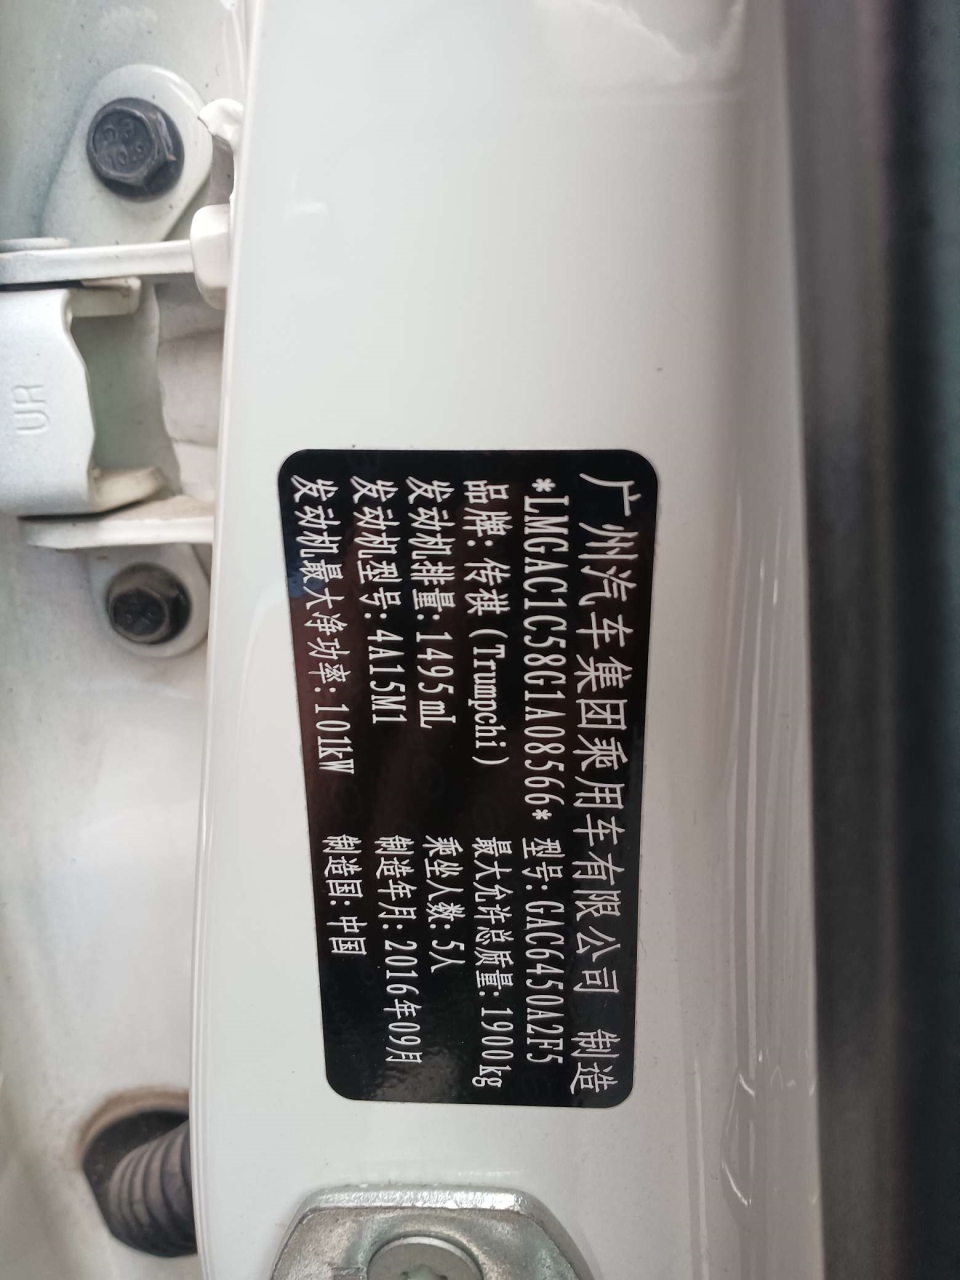 广州汽车集团乘用车有限公司 制造
*LMGAC1C58G1A08566* 型号:GAC6450A2F5
品牌:传祺(Trumpchi) 最大允许总质量:1900kg
发动机排量:1495mL 乘坐人数:5人
发动机型号:4A15M1 制造年月:2016年09月
发动机最大净功率:101kW 制造国:中国
UR